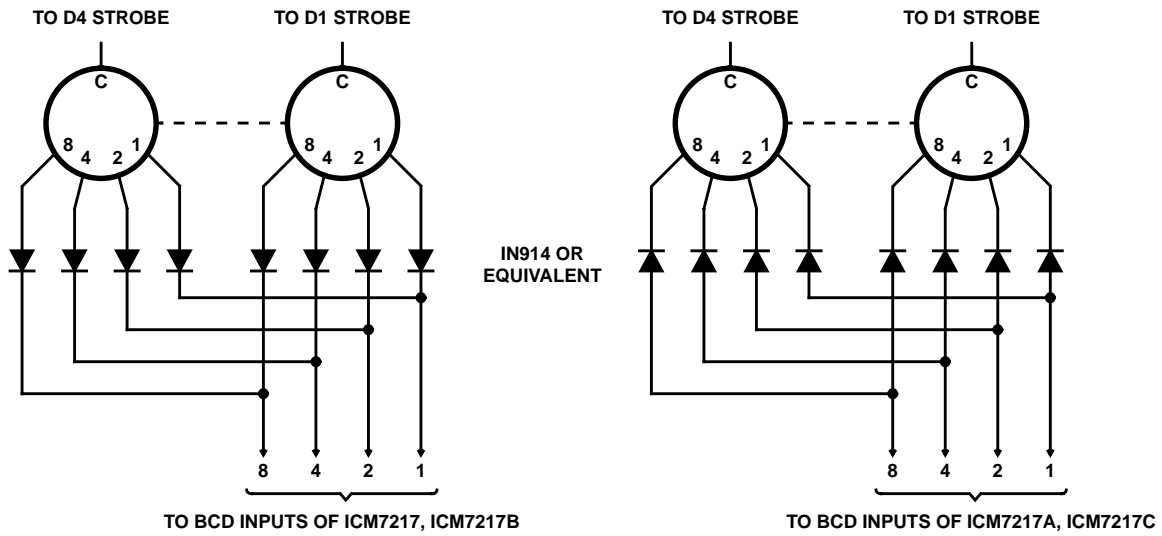 TO D4 STROBE
TO D1 STROBE
TO D4 STROBE
TO D1 STROBE
C
C
C
C
8 4 2 1
8 4 2 1
8 4 2 1
8 4 2 1
IN914 OR
EQUIVALENT
8 4 2 1
8 4 2 1
TO BCD INPUTS OF ICM7217, ICM7217B
TO BCD INPUTS OF ICM7217A, ICM7217C